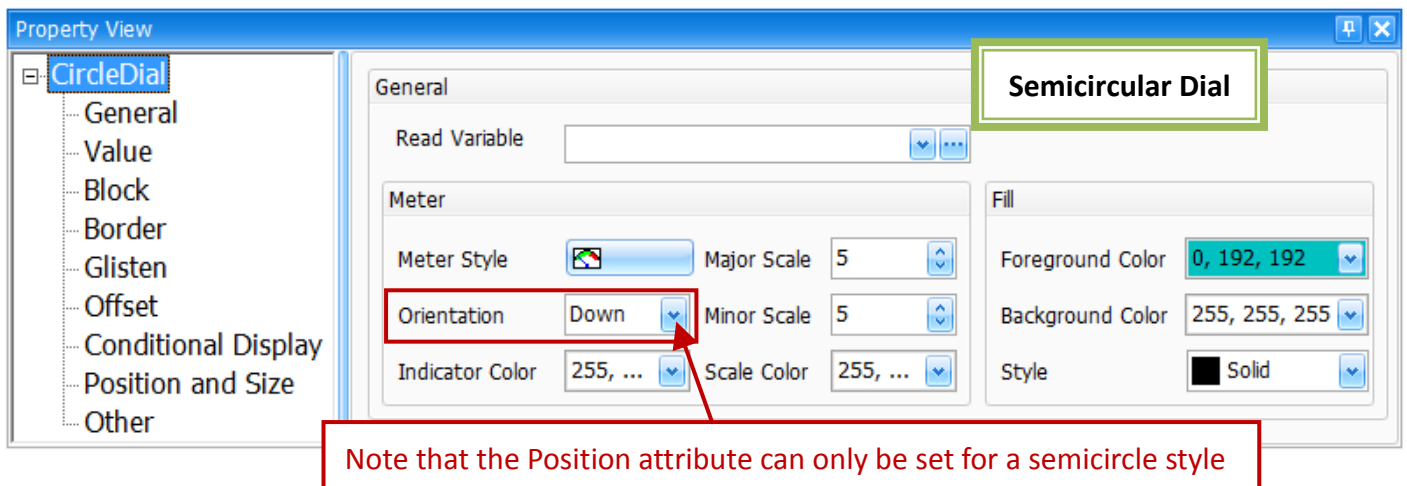 Property View
CircleDial
General
Value
Block
Border
Glisten
Offset
Conditional Display
Position and Size
Other
Semicircular Dial
General
Read Variable
Meter
Meter Style
Major Scale 5
Orientation Down
Minor Scale 5
Indicator Color 255, ...
Scale Color 255, ...
Fill
Foreground Color 0, 192, 192
Background Color 255, 255, 255
Style Solid
Note that the Position attribute can only be set for a semicircle style